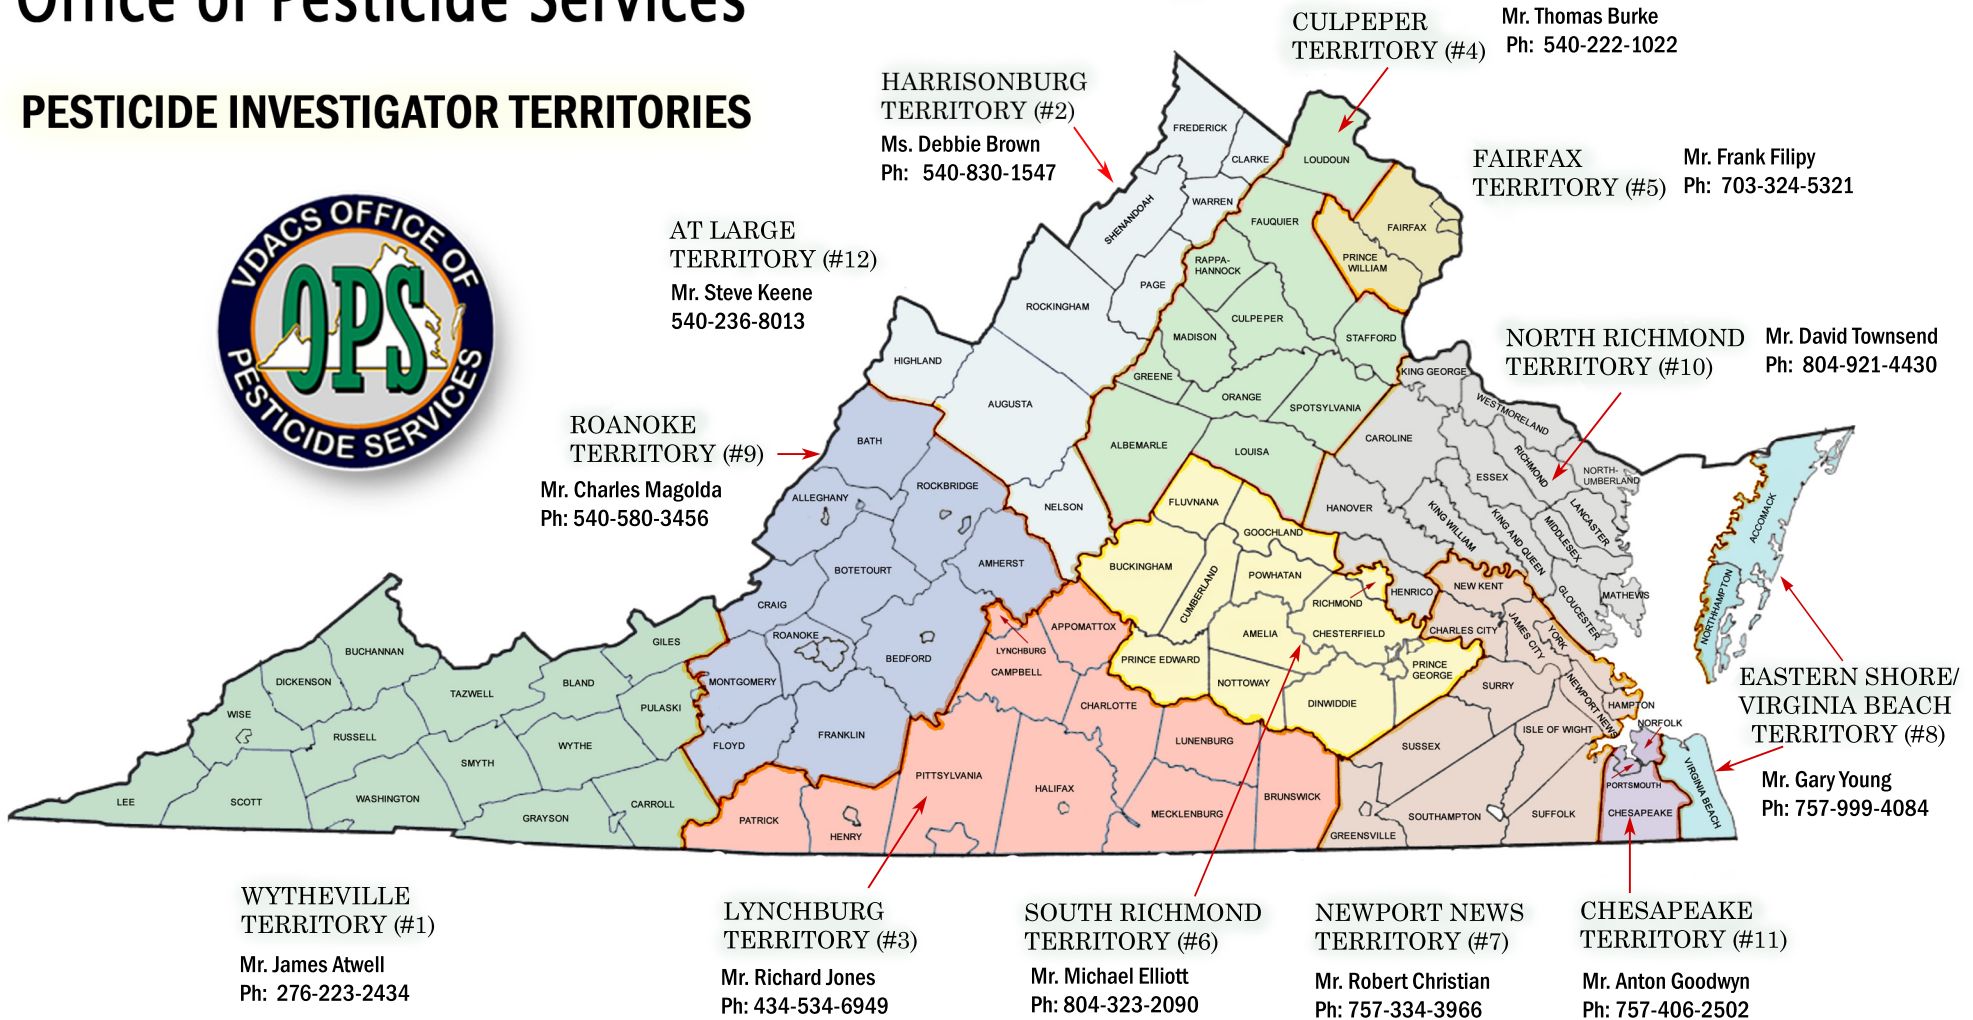 Office of Pesticide Services
PESTICIDE INVESTIGATOR TERRITORIES
VDACS OFFICE OF
OPS
PESTICIDE SERVICES
CULPEPER
TERRITORY (#4)
Mr. Thomas Burke
Ph: 540-222-1022
HARRISONBURG
TERRITORY (#2)
Ms. Debbie Brown
Ph: 540-830-1547
FAIRFAX
TERRITORY (#5)
Mr. Frank Filipy
Ph: 703-324-5321
AT LARGE
TERRITORY (#12)
Mr. Steve Keene
540-236-8013
NORTH RICHMOND
TERRITORY (#10)
Mr. David Townsend
Ph: 804-921-4430
ROANOKE
TERRITORY (#9)
Mr. Charles Magolda
Ph: 540-580-3456
EASTERN SHORE/
VIRGINIA BEACH
TERRITORY (#8)
Mr. Gary Young
Ph: 757-999-4084
WYTHEVILLE
TERRITORY (#1)
Mr. James Atwell
Ph: 276-223-2434
LYNCHBURG
TERRITORY (#3)
Mr. Richard Jones
Ph: 434-534-6949
SOUTH RICHMOND
TERRITORY (#6)
Mr. Michael Elliott
Ph: 804-323-2090
NEWPORT NEWS
TERRITORY (#7)
Mr. Robert Christian
Ph: 757-334-3966
CHESAPEAKE
TERRITORY (#11)
Mr. Anton Goodwyn
Ph: 757-406-2502
FREDERICK
CLARKE
LOUDOUN
WARREN
SHENANDOAH
FAUQUIER
FAIRFAX
PRINCE
WILLIAM
RAPPA-
HANNOCK
PAGE
ROCKINGHAM
CULPEPER
MADISON
STAFFORD
HIGHLAND
GREENE
KING GEORGE
AUGUSTA
ORANGE
SPOTSYLVANIA
WESTMORELAND
BATH
ALBEMARLE
LOUISA
CAROLINE
RICHMOND
NORTH-
UMBERLAND
ESSEX
ALLEGHANY
ROCKBRIDGE
NELSON
FLUVNANA
HANOVER
KING WILLIAM
KING AND QUEEN
MIDDLESEX
LANCASTER
ACCOMACK
GOOCHLAND
BOTETOURT
AMHERST
BUCKINGHAM
CUMBERLAND
POWHATAN
RICHMOND
HENRICO
NEW KENT
GLOUCESTER
MATHEWS
NORTHAMPTON
CRAIG
ROANOKE
BEDFORD
LYNCHBURG
CAMPBELL
APPOMATTOX
AMELIA
CHESTERFIELD
CHARLES CITY
JAMES CITY
YORK
GILES
BUCHANNAN
DICKENSON
TAZWELL
BLAND
MONTGOMERY
PRINCE EDWARD
NOTTOWAY
PRINCE
GEORGE
SURRY
NEWPORT NEWS
HAMPTON
WISE
RUSSELL
PULASKI
CHARLOTTE
DINWIDDIE
NORFOLK
ISLE OF WIGHT
WYTHE
FLOYD
FRANKLIN
LUNENBURG
SUSSEX
SMYTH
PITTSYLVANIA
HALIFAX
BRUNSWICK
PORTSMOUTH
VIRGINIA BEACH
LEE
SCOTT
WASHINGTON
GRAYSON
CARROLL
PATRICK
HENRY
MECKLENBURG
GREENSVILLE
SOUTHAMPTON
SUFFOLK
CHESAPEAKE